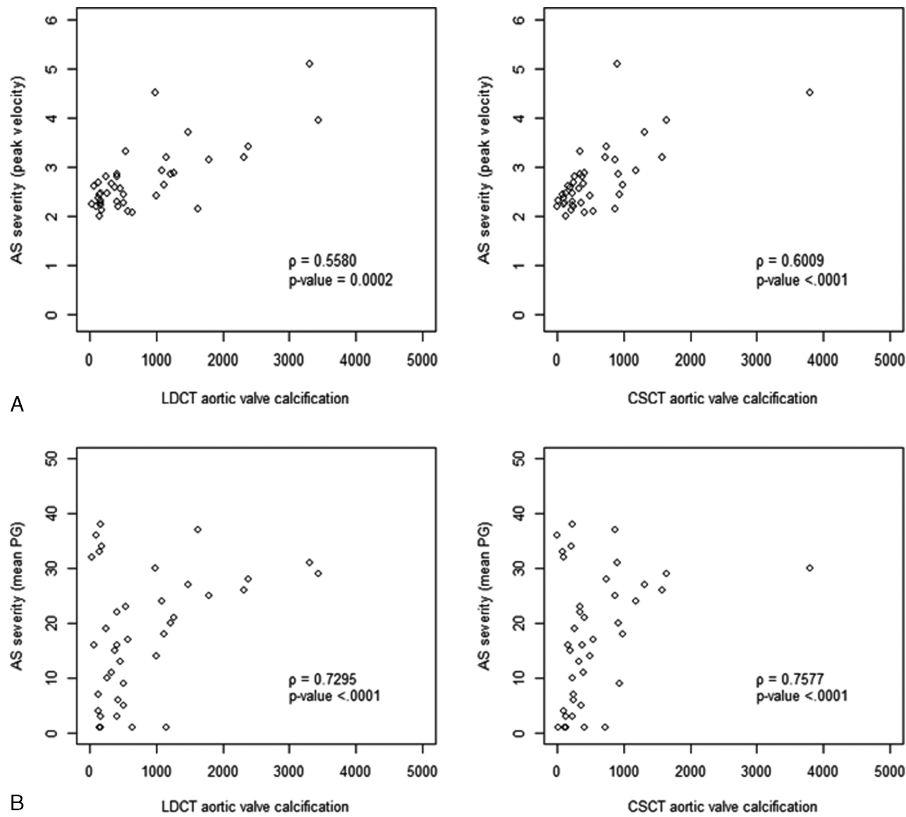 AS severity (peak velocity)
6
5
4
3
2
1
0
ρ = 0.5580
p-value = 0.0002
0 1000 2000 3000 4000 5000
LDCT aortic valve calcification
AS severity (peak velocity)
6
5
4
3
2
1
0
ρ = 0.6009
p-value <.0001
0 1000 2000 3000 4000 5000
CSCT aortic valve calcification
A
AS severity (mean PG)
50
40
30
20
10
0
ρ = 0.7295
p-value <.0001
0 1000 2000 3000 4000 5000
LDCT aortic valve calcification
AS severity (mean PG)
50
40
30
20
10
0
ρ = 0.7577
p-value <.0001
0 1000 2000 3000 4000 5000
CSCT aortic valve calcification
B